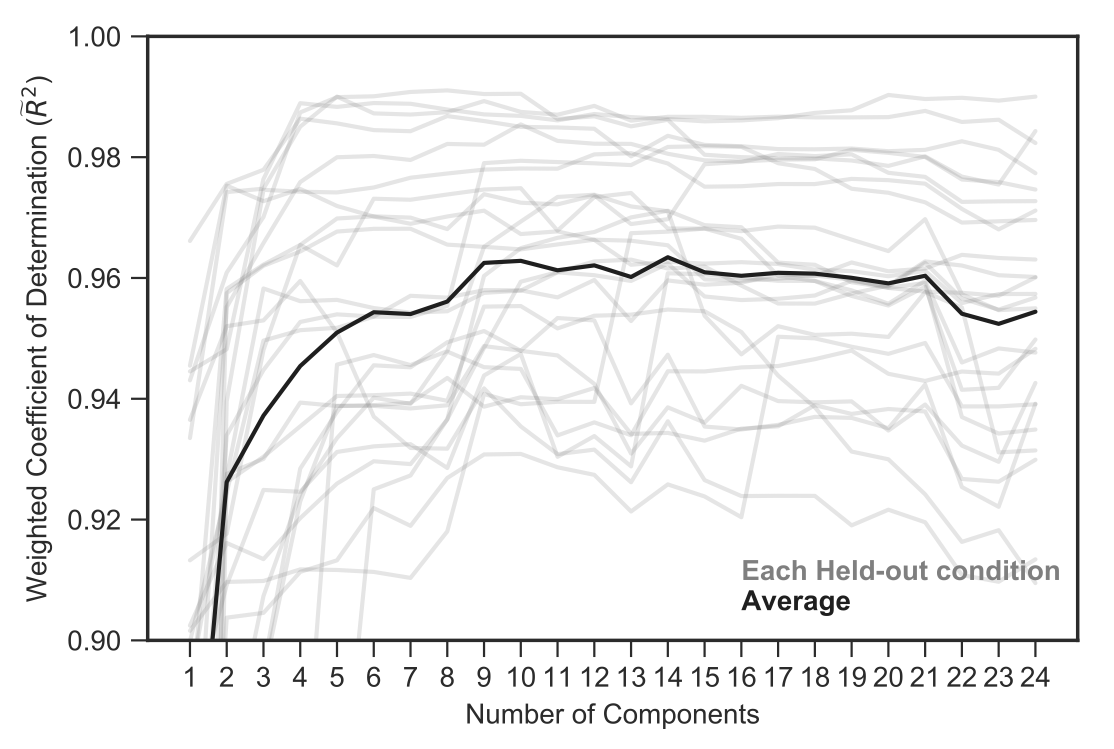 1.00
0.98
0.96
0.94
0.92
0.90
Weighted Coefficient of Determination (R̃²)
Each Held-out condition
Average
1 2 3 4 5 6 7 8 9 10 11 12 13 14 15 16 17 18 19 20 21 22 23 24
Number of Components